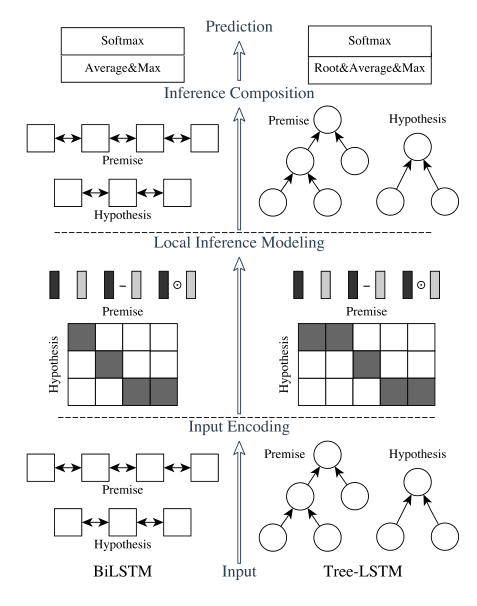 Prediction
Softmax
Average&Max
Softmax
Root&Average&Max
Inference Composition
Premise
Hypothesis
Premise
Hypothesis
Local Inference Modeling
– ⊙
– ⊙
Premise
Hypothesis
Premise
Hypothesis
Input Encoding
Premise
Hypothesis
Premise
Hypothesis
BiLSTM
Input
Tree-LSTM